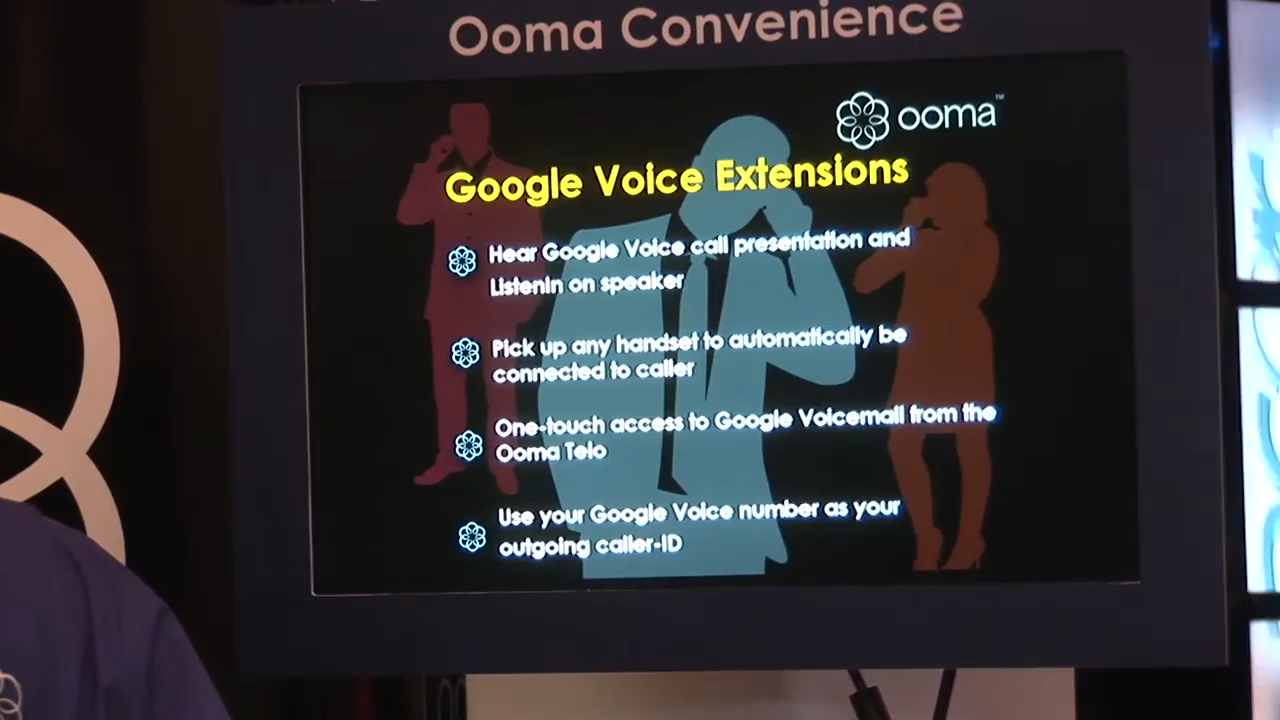 Ooma Convenience
ooma™
Google Voice Extensions
Hear Google Voice call presentation and
Listenin on speaker
Pick up any handset to automatically be
connected to caller
One-touch access to Google Voicemail from the
Ooma Telo
Use your Google Voice number as your
outgoing caller-ID